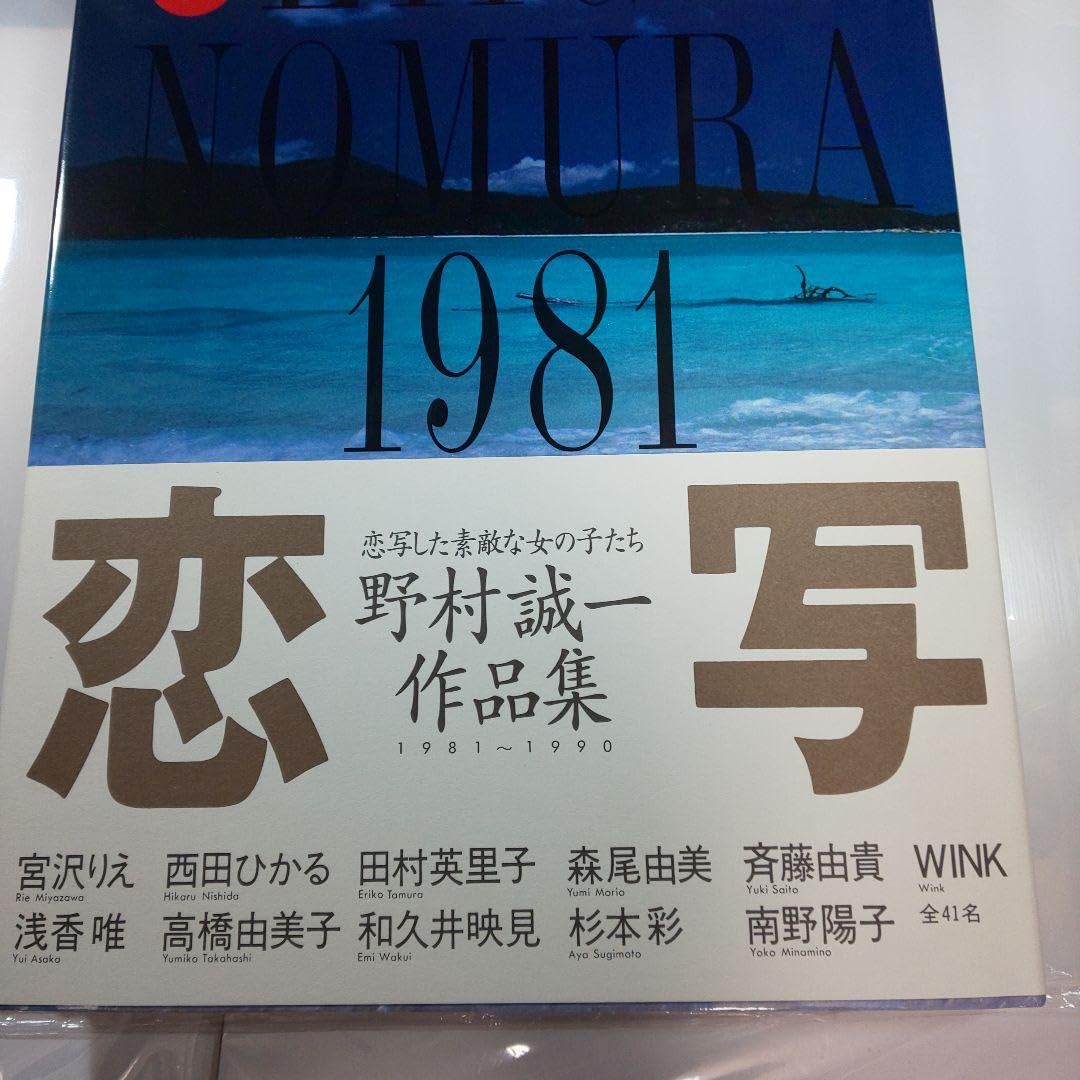 NOMURA
1981
恋写
恋写した素敵な女の子たち
野村誠一
作品集
1981~1990
宮沢りえ 西田ひかる 田村英里子 森尾由美 斉藤由貴 WINK
Rie Miyazawa Hikaru Nishida Eriko Tamura Yumi Morio Yuki Saito Wink
浅香唯 高橋由美子 和久井映見 杉本彩 南野陽子 全41名
Yui Asaka Yumiko Takahashi Emi Wakui Aya Sugimoto Yoko Minamino